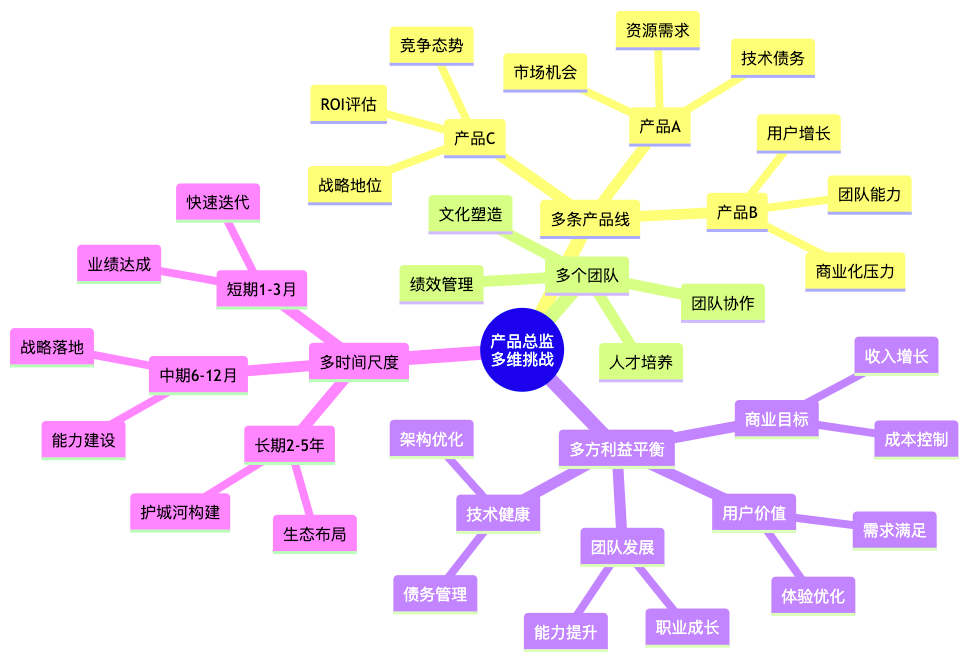 产品总监
多维挑战
多条产品线
产品A
市场机会
资源需求
技术债务
产品B
用户增长
团队能力
商业化压力
产品C
竞争态势
ROI评估
战略地位
多个团队
文化塑造
绩效管理
团队协作
人才培养
多时间尺度
短期1-3月
快速迭代
业绩达成
中期6-12月
战略落地
能力建设
长期2-5年
护城河构建
生态布局
多方利益平衡
商业目标
收入增长
成本控制
用户价值
需求满足
体验优化
团队发展
能力提升
职业成长
技术健康
架构优化
债务管理